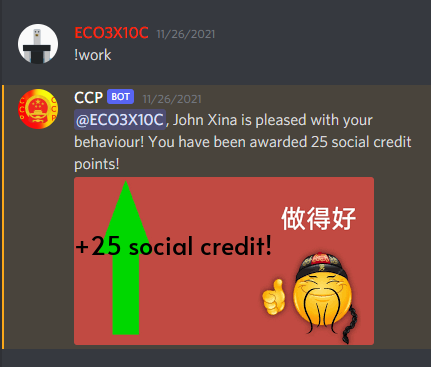 ECO3X10C 11/26/2021
!work
CCP BOT 11/26/2021
@ECO3X10C, John Xina is pleased with your
behaviour! You have been awarded 25 social credit
points!
做得好
+25 social credit!